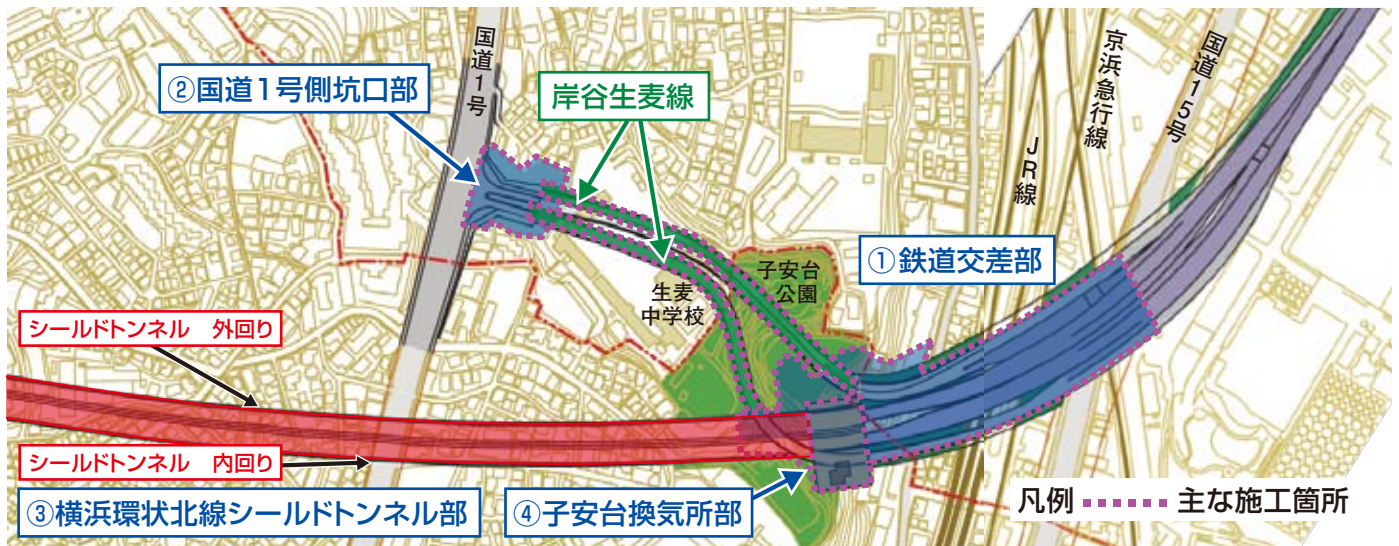 国道1号
②国道1号側坑口部
岸谷生麦線
京浜急行線
国道15号
JR線
①鉄道交差部
子安台
公園
生麦
中学校
シールドトンネル 外回り
シールドトンネル 内回り
③横浜環状北線シールドトンネル部
④子安台換気所部
凡例 主な施工箇所